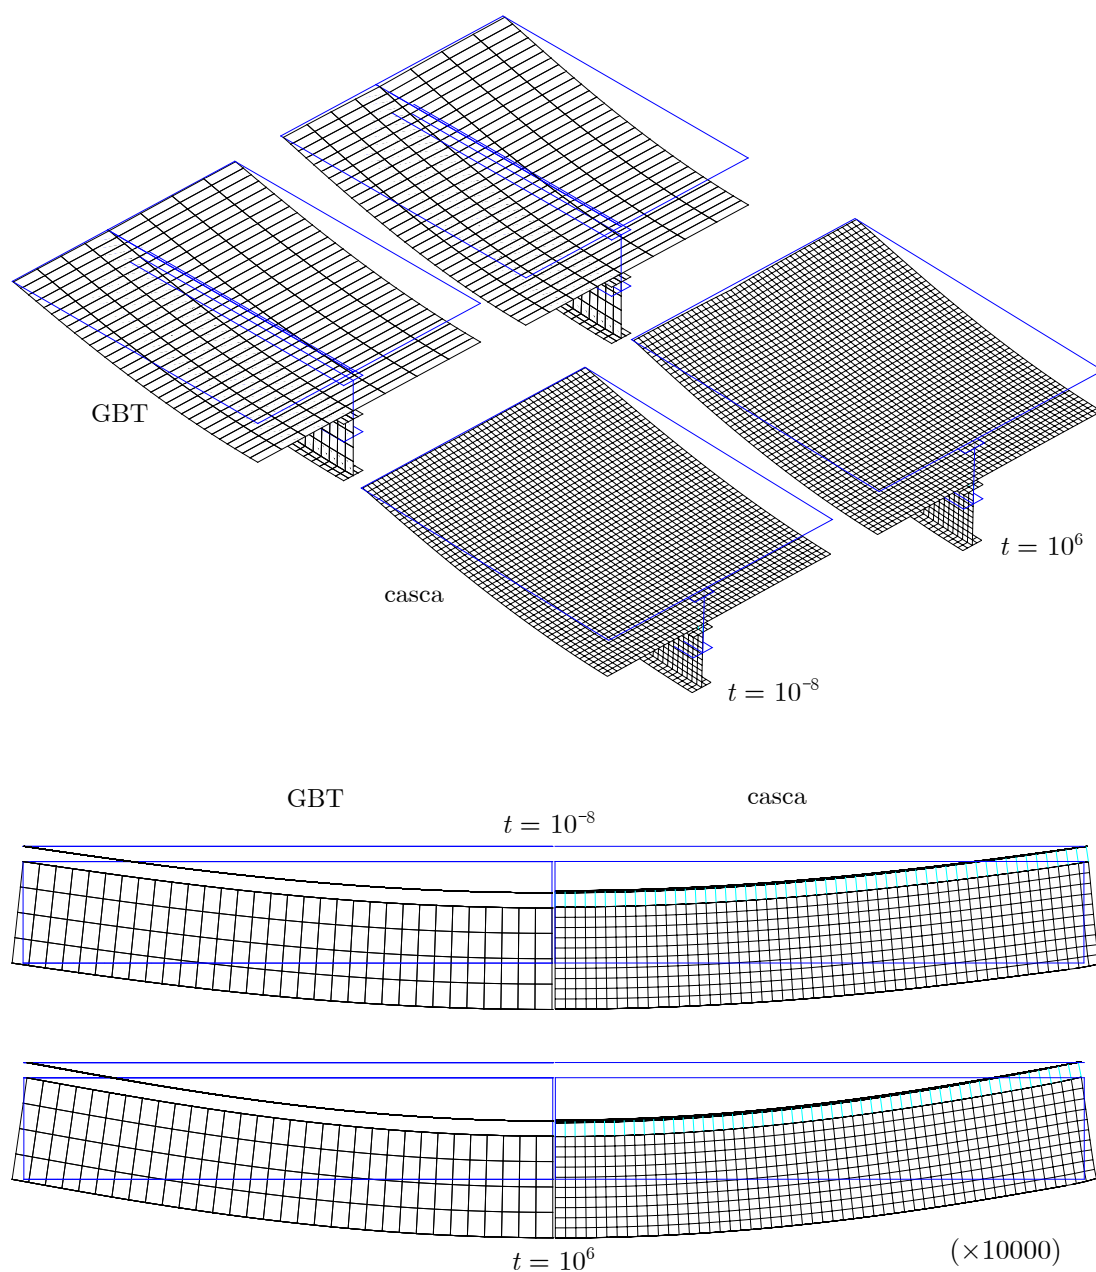 GBT
t = 10⁶
casca
t = 10⁻⁸
GBT
casca
t = 10⁻⁸
t = 10⁶
(×10000)